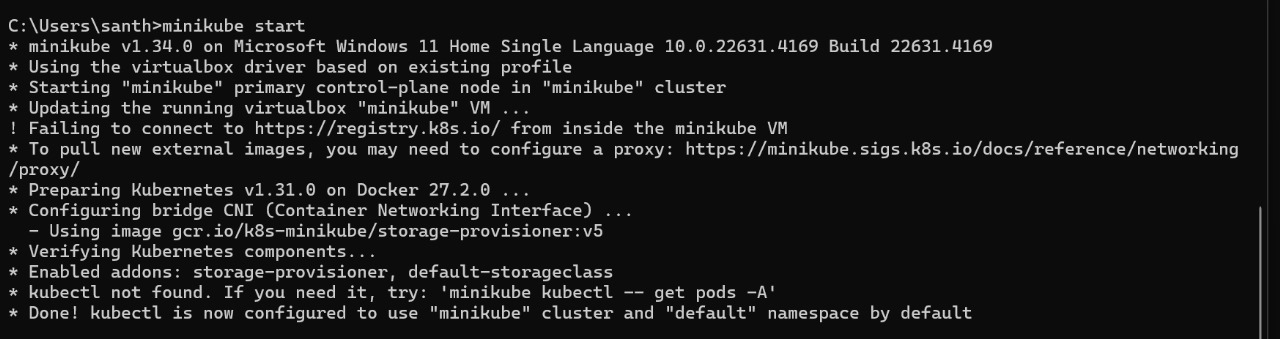 C:\Users\santh>minikube start
* minikube v1.34.0 on Microsoft Windows 11 Home Single Language 10.0.22631.4169 Build 22631.4169
* Using the virtualbox driver based on existing profile
* Starting "minikube" primary control-plane node in "minikube" cluster
* Updating the running virtualbox "minikube" VM ...
! Failing to connect to https://registry.k8s.io/ from inside the minikube VM
* To pull new external images, you may need to configure a proxy: https://minikube.sigs.k8s.io/docs/reference/networking
/proxy/
* Preparing Kubernetes v1.31.0 on Docker 27.2.0 ...
* Configuring bridge CNI (Container Networking Interface) ...
  - Using image gcr.io/k8s-minikube/storage-provisioner:v5
* Verifying Kubernetes components...
* Enabled addons: storage-provisioner, default-storageclass
* kubectl not found. If you need it, try: 'minikube kubectl -- get pods -A'
* Done! kubectl is now configured to use "minikube" cluster and "default" namespace by default